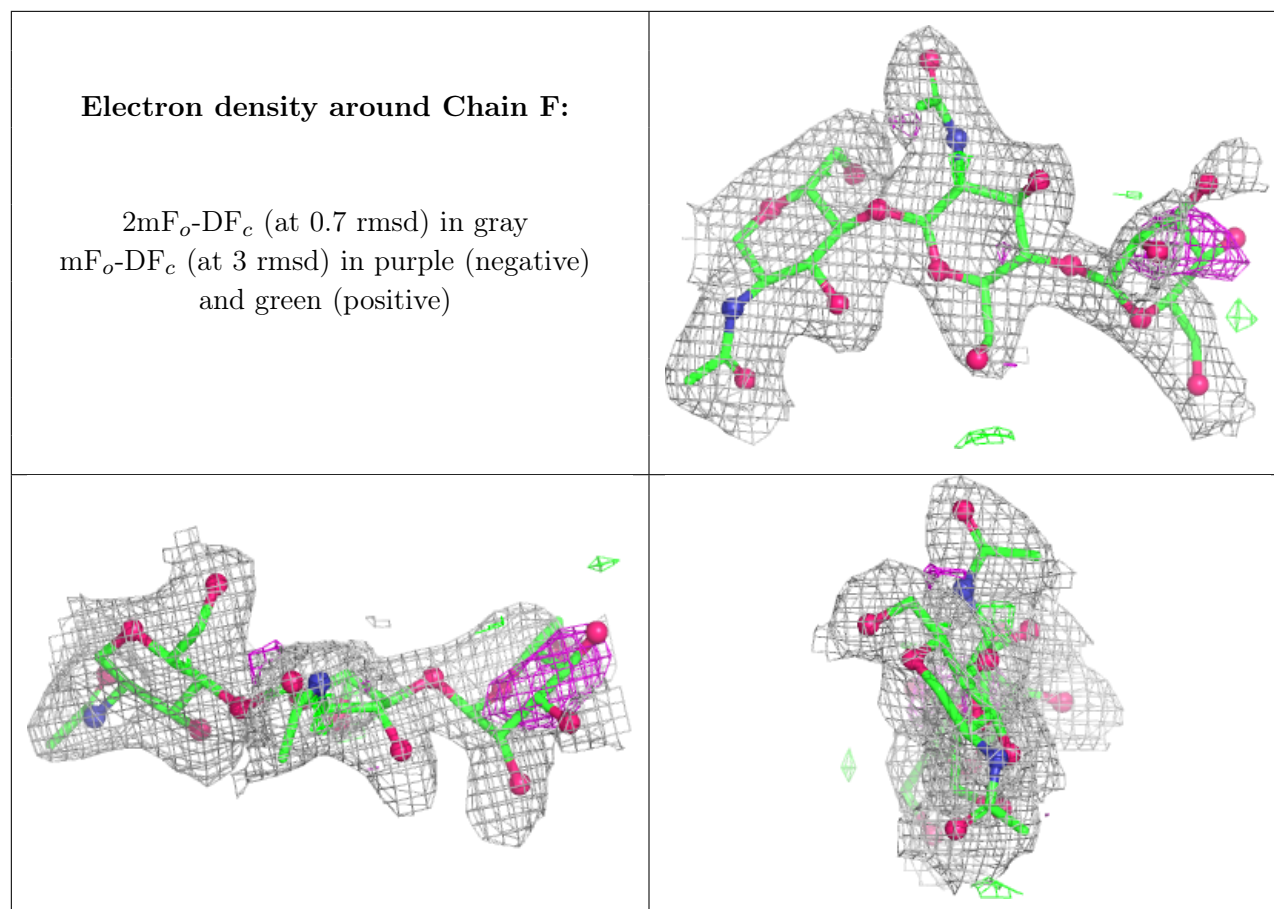 Electron density around Chain F:
2mFₒ-DF𝒸 (at 0.7 rmsd) in gray
mFₒ-DF𝒸 (at 3 rmsd) in purple (negative)
and green (positive)